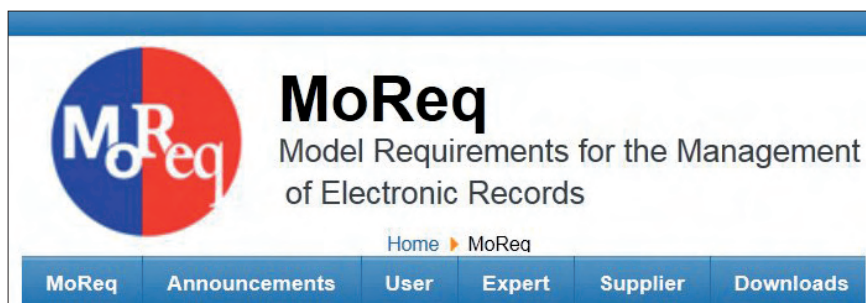 MoReq
MoReq
Model Requirements for the Management
of Electronic Records
Home MoReq
MoReq Announcements User Expert Supplier Downloads